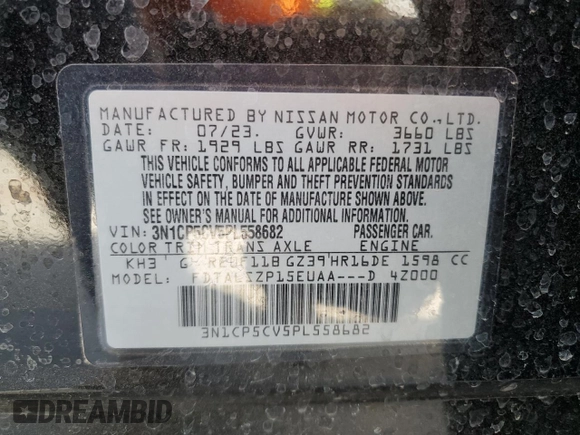 MANUFACTURED BY NISSAN MOTOR CO.,LTD.
DATE: 07/23. GVWR: 3660 LBS
GAWR FR: 1929 LBS GAWR RR: 1731 LBS
THIS VEHICLE CONFORMS TO ALL APPLICABLE FEDERAL MOTOR
VEHICLE SAFETY, BUMPER AND THEFT PREVENTION STANDARDS
IN EFFECT ON THE DATE OF MANUFACTURE SHOWN ABOVE.
SEE OWNER'S MANUAL FOR ADDITIONAL INFORMATION.
VIN: 3N1CP5CV5PL558682 PASSENGER CAR.
COLOR TRIM TRANS AXLE ENGINE
KH3 G RE0F11B GZ39 HR16DE 1598 CC
MODEL: ---D 4Z000
3N1CP5CV5PL558682
DREAMBID